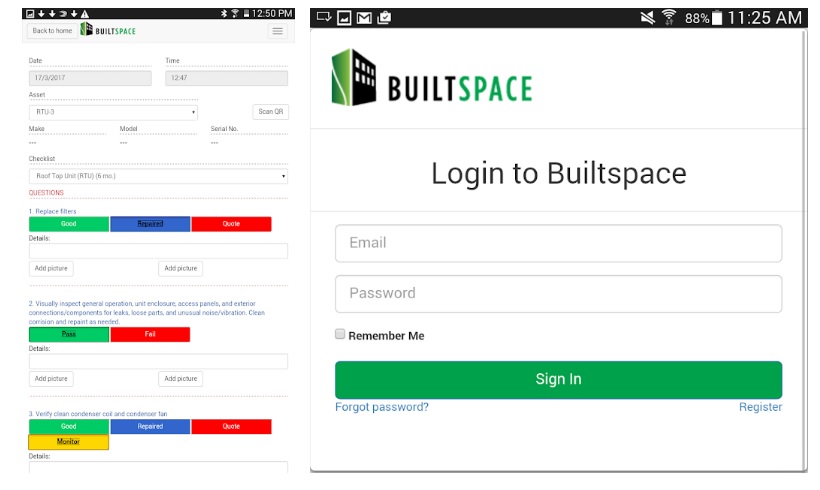 12:50 PM
Back to home BUILTSPACE
Date Time
17/3/2017 12:47
Asset
RTU-3 Scan QR
Make Model Serial No.
--- --- ---
Checklist
Roof Top Unit (RTU) (6 mo.)
QUESTIONS
1. Replace filters
Good Repaired Quote
Details:
Add picture Add picture
2. Visually inspect general operation, unit enclosure, access panels, and exterior
connections/components for leaks, loose parts, and unusual noise/vibration. Clean
corrision and repaint as needed.
Pass Fail
Details:
Add picture Add picture
3. Verify clean condenser coil and condenser fan
Good Repaired Quote
Monitor
Details:
88% 11:25 AM
BUILTSPACE
Login to Builtspace
Email
Password
Remember Me
Sign In
Forgot password? Register